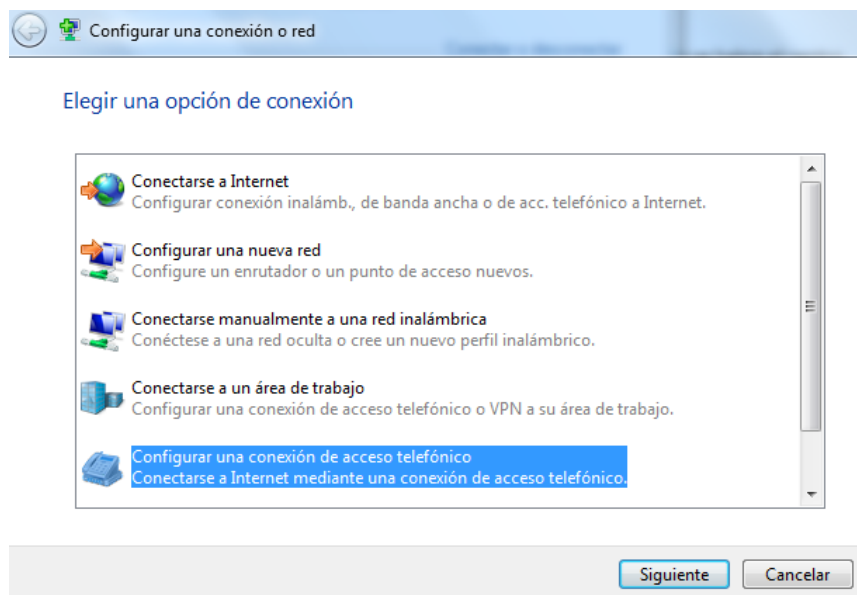 Configurar una conexión o red
Elegir una opción de conexión
Conectarse a Internet
Configurar conexión inalámb., de banda ancha o de acc. telefónico a Internet.
Configurar una nueva red
Configure un enrutador o un punto de acceso nuevos.
Conectarse manualmente a una red inalámbrica
Conéctese a una red oculta o cree un nuevo perfil inalámbrico.
Conectarse a un área de trabajo
Configurar una conexión de acceso telefónico o VPN a su área de trabajo.
Configurar una conexión de acceso telefónico
Conectarse a Internet mediante una conexión de acceso telefónico.
Siguiente
Cancelar